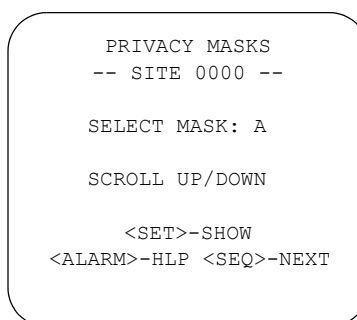 PRIVACY MASKS
-- SITE 0000 --
SELECT MASK: A
SCROLL UP/DOWN
<SET>-SHOW
<ALARM>-HLP <SEQ>-NEXT